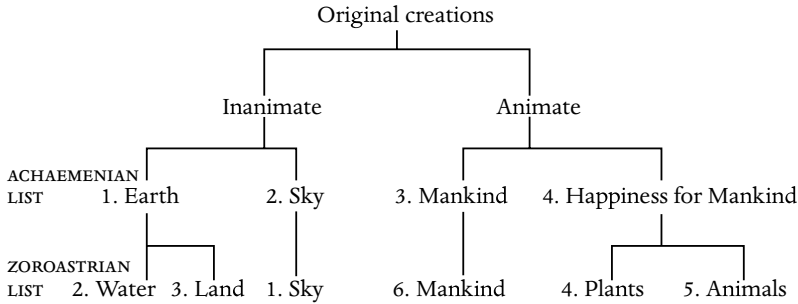 Original creations
Inanimate Animate
ACHAEMENIAN
LIST 1. Earth 2. Sky 3. Mankind 4. Happiness for Mankind
ZOROASTRIAN
LIST 2. Water 3. Land 1. Sky 6. Mankind 4. Plants 5. Animals